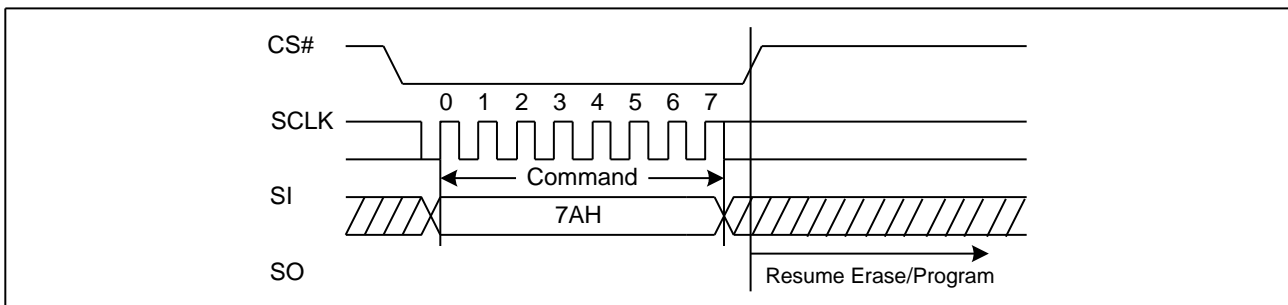 CS#
0 1 2 3 4 5 6 7
SCLK
Command
SI
7AH
SO
Resume Erase/Program